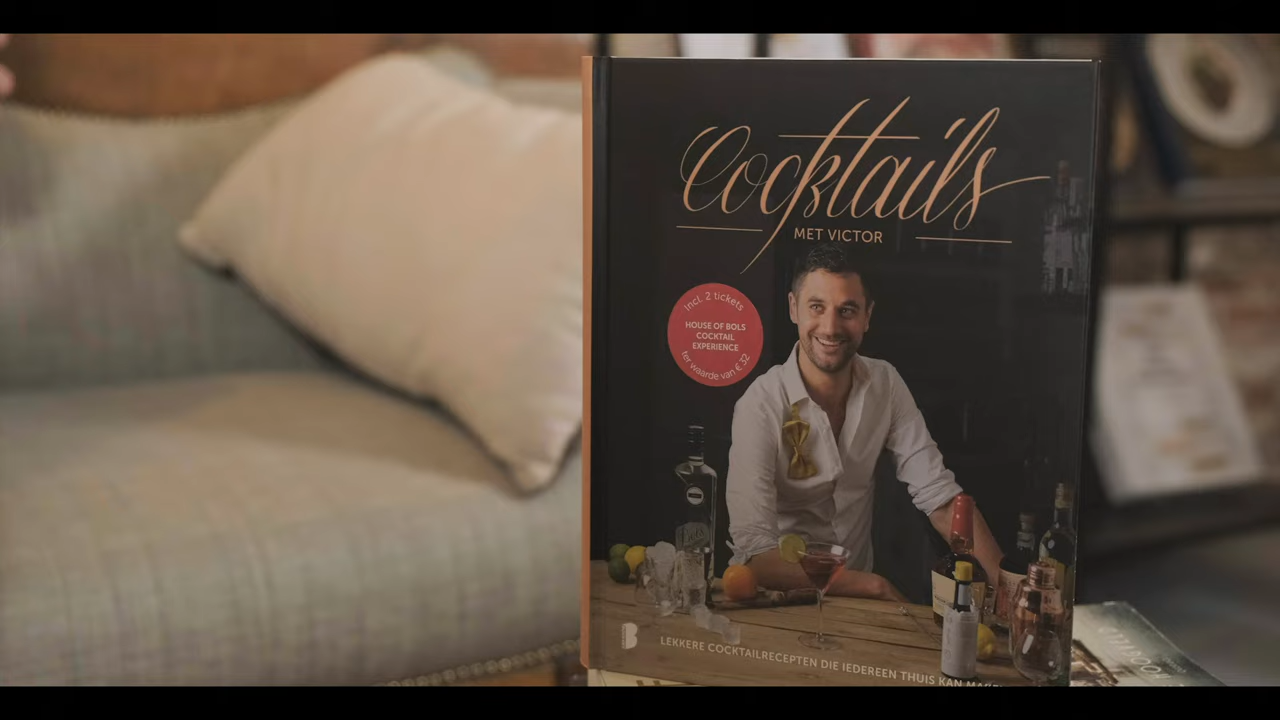 Cocktails
MET VICTOR
Incl. 2 tickets
HOUSE OF BOLS
COCKTAIL
EXPERIENCE
ter waarde van € 32
LEKKERE COCKTAILRECEPTEN DIE IEDEREEN THUIS KAN